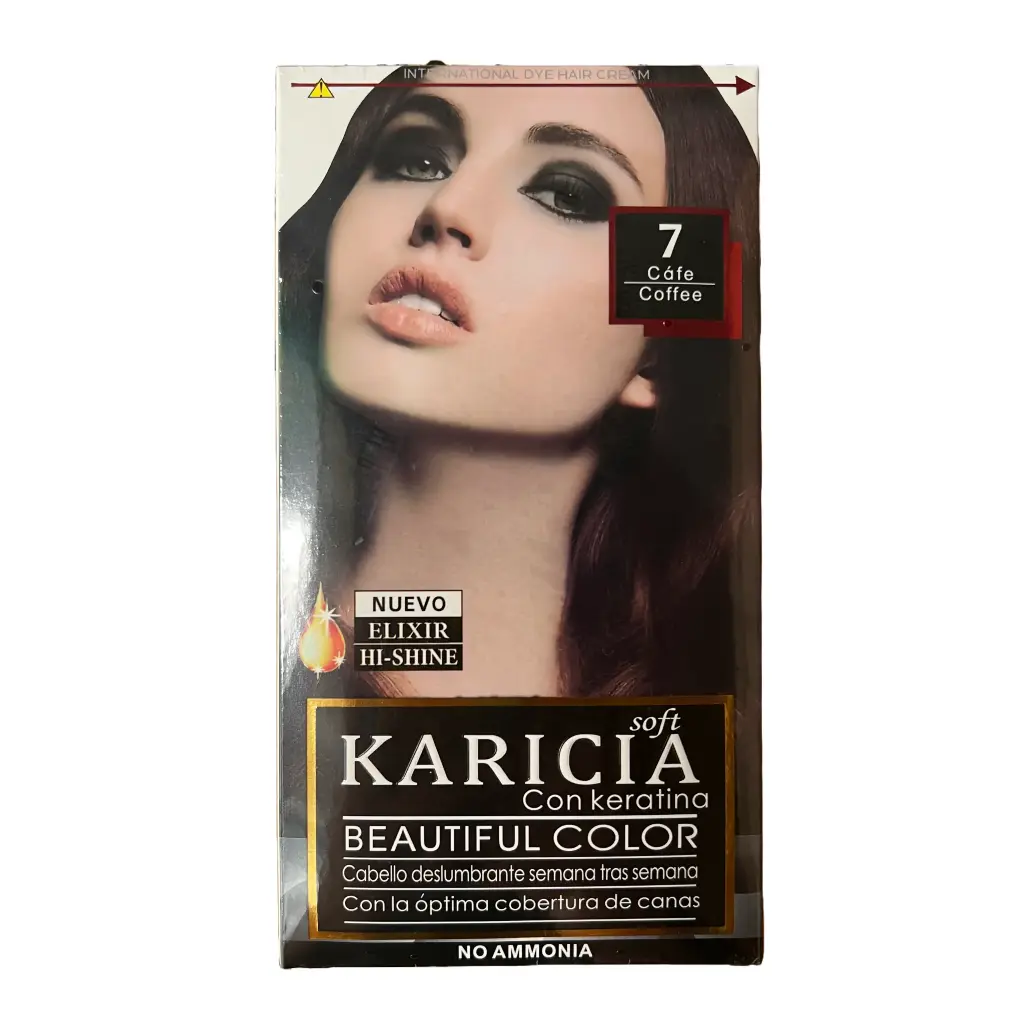 INTERNATIONAL DYE HAIR CREAM
7
Cáfe
Coffee
NUEVO
ELIXIR
HI-SHINE
soft
KARICIA
Con keratina
BEAUTIFUL COLOR
Cabello deslumbrante semana tras semana
Con la óptima cobertura de canas
NO AMMONIA